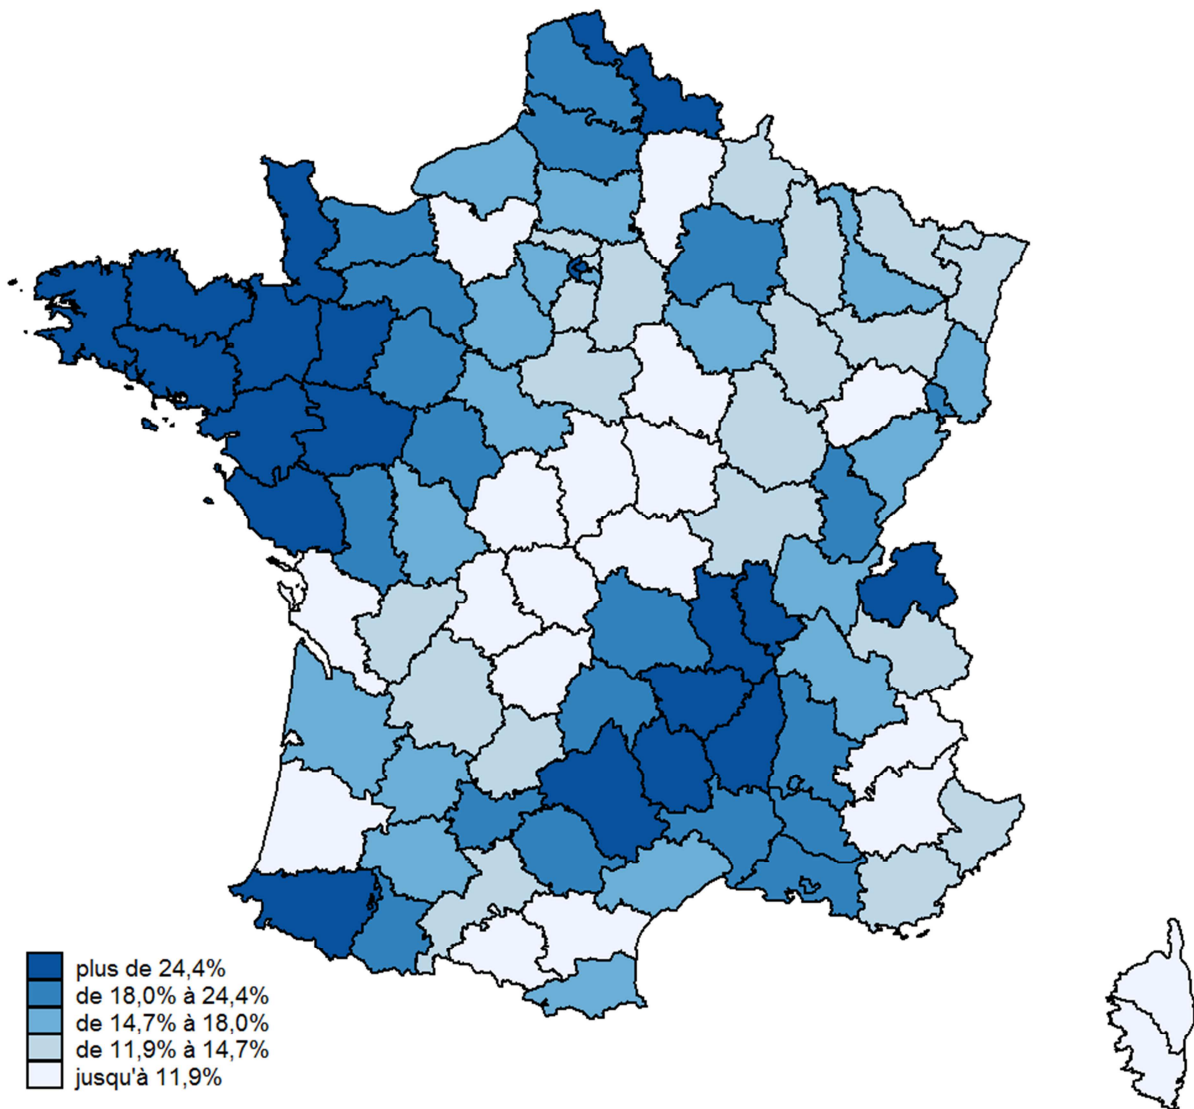 plus de 24,4%
de 18,0% à 24,4%
de 14,7% à 18,0%
de 11,9% à 14,7%
jusqu'à 11,9%